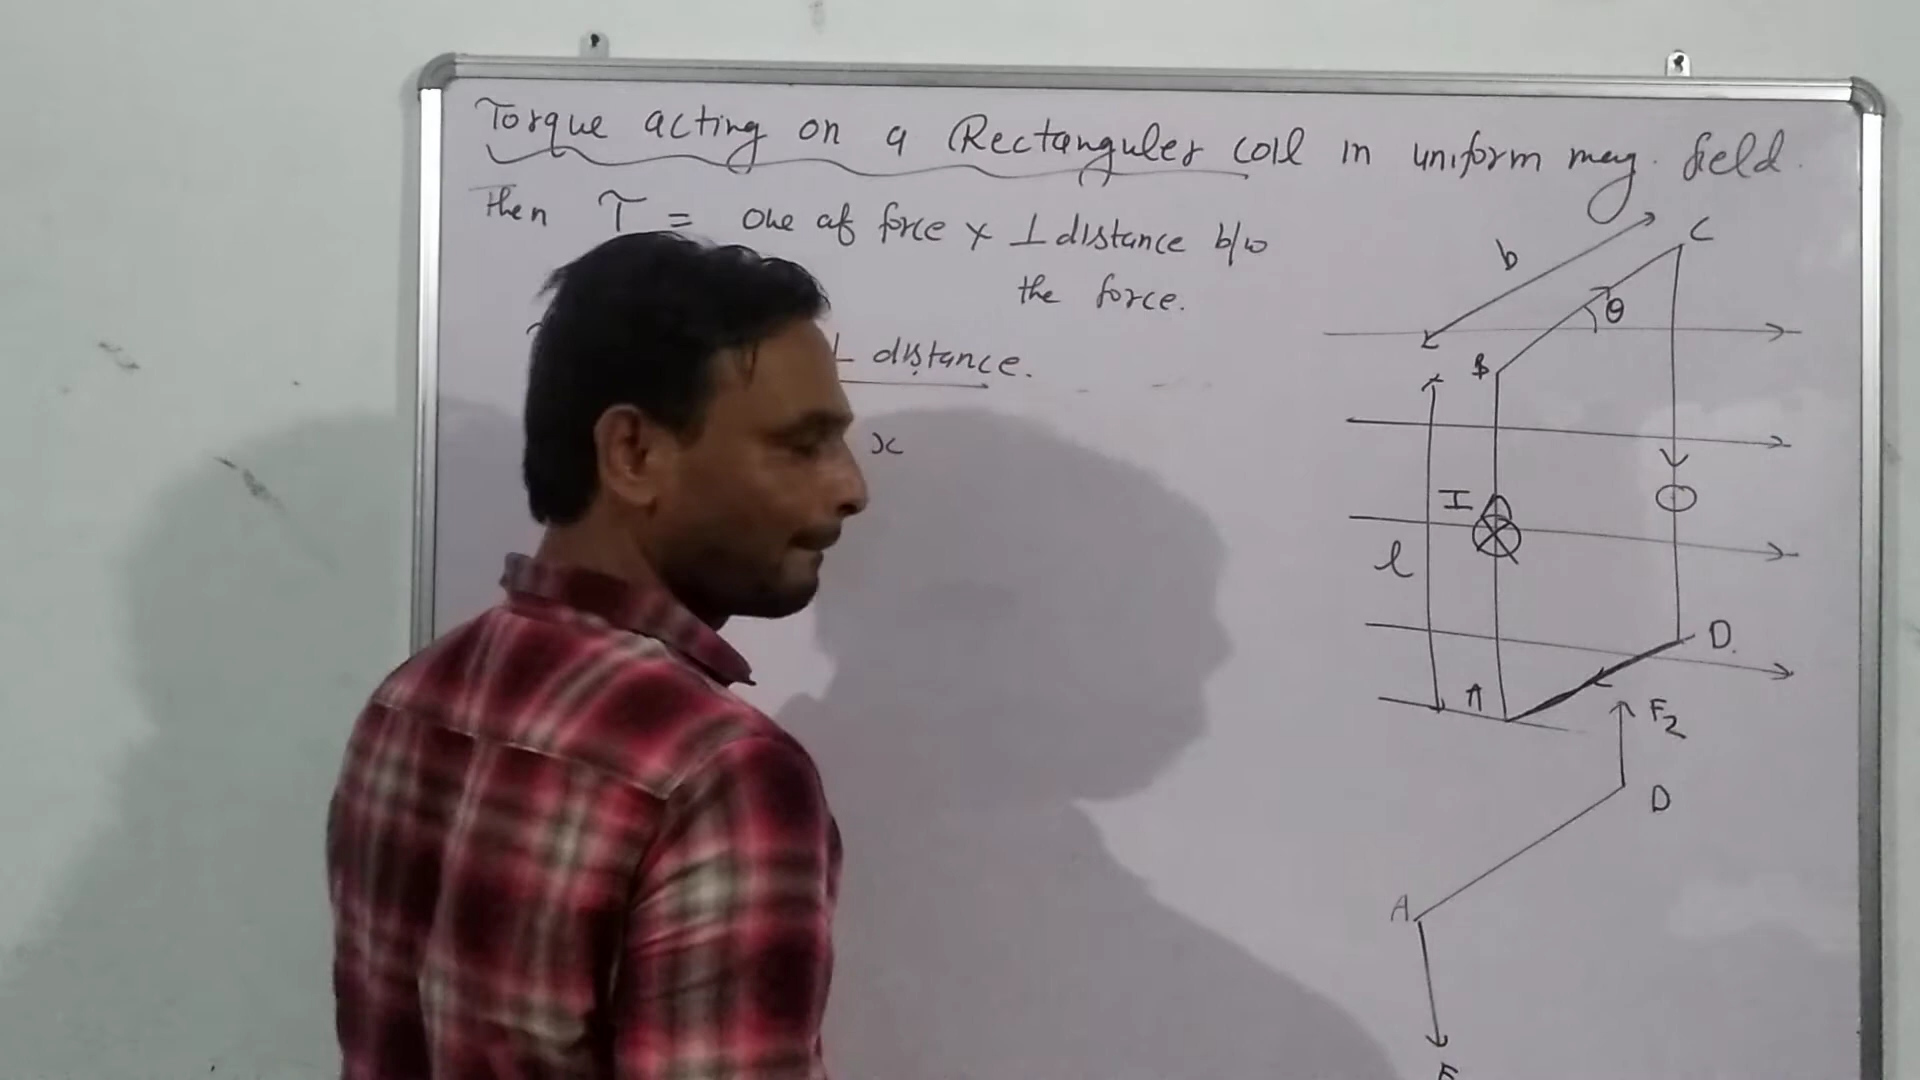 Torque acting on a Rectanguler coil in uniform mag. field.
then τ = one of force × ⊥ distance b/w
the force.
⊥ distance.
x
C
b
θ
B
I
l
D.
A
F2
D
A
F